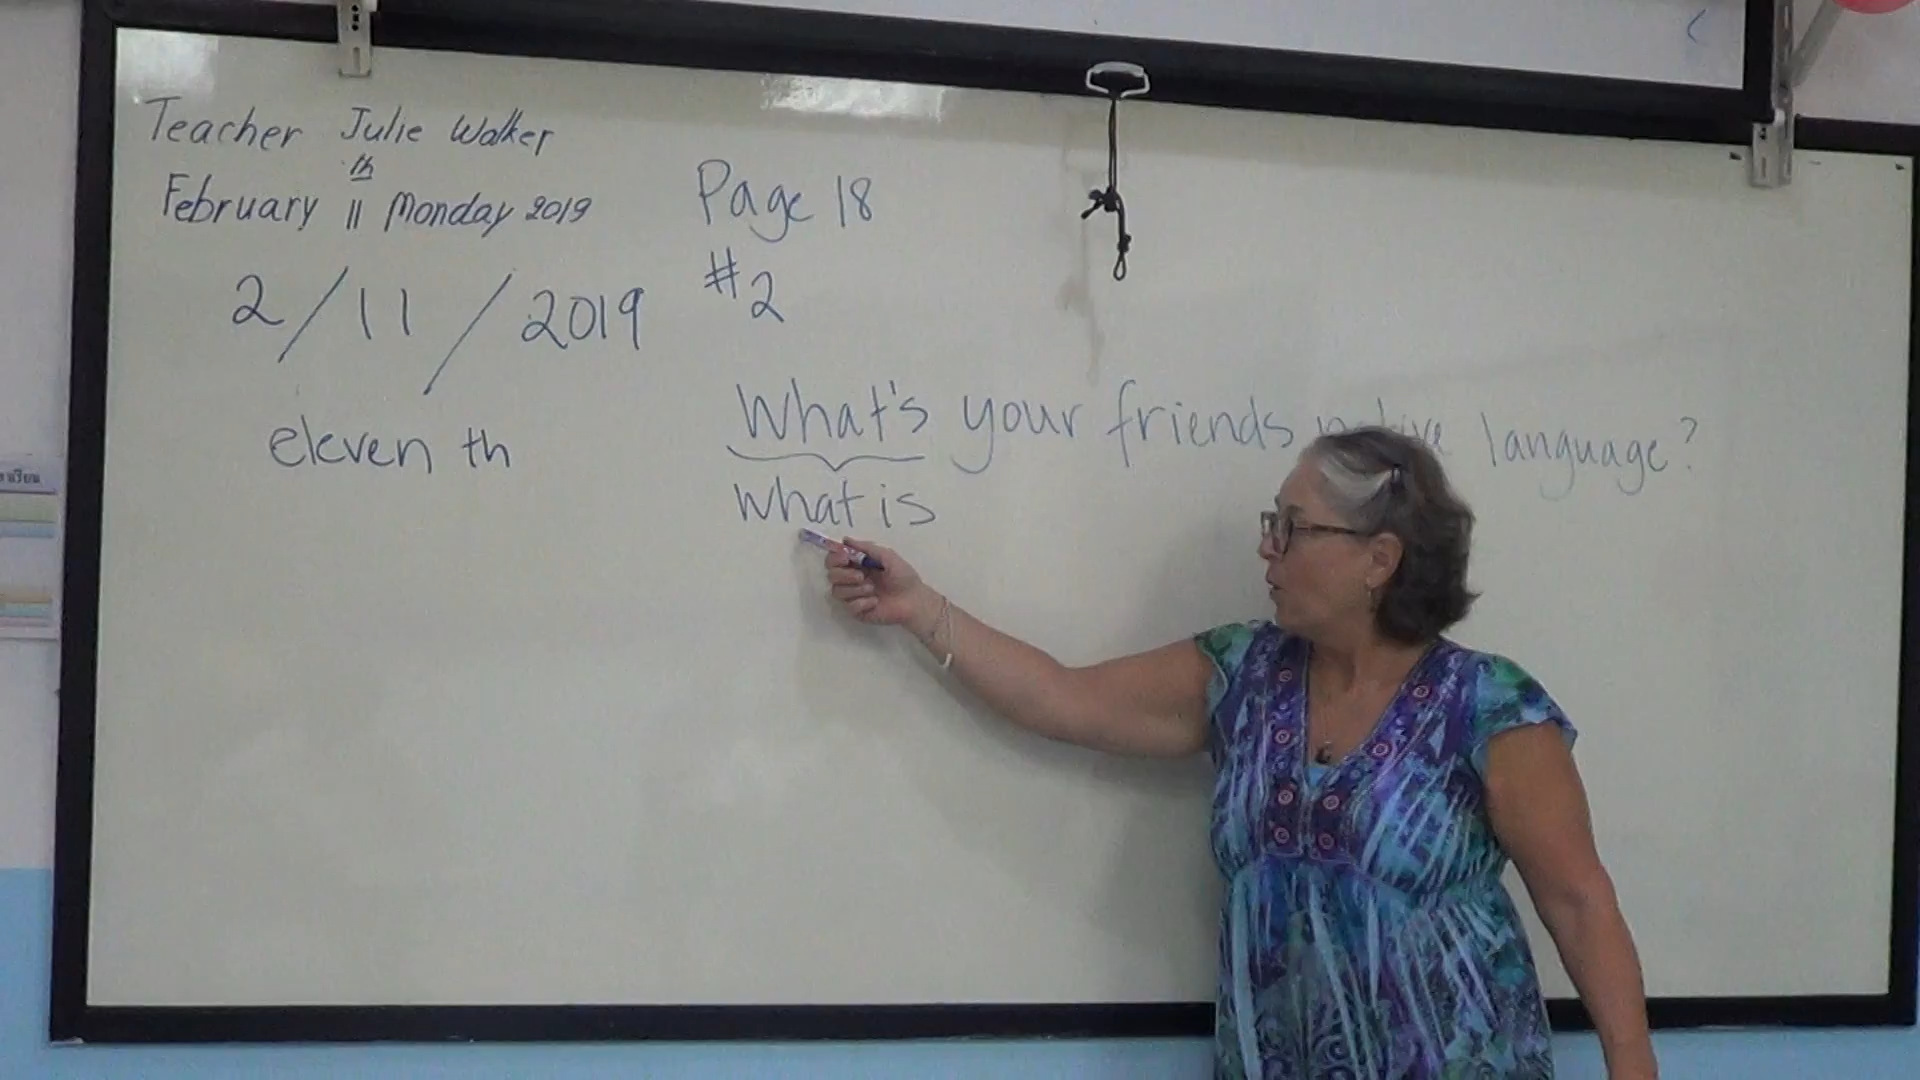 Teacher Julie Walker
February 11th Monday 2019
2/11/2019
eleven th
Page 18
#2
What's your friends language?
what is